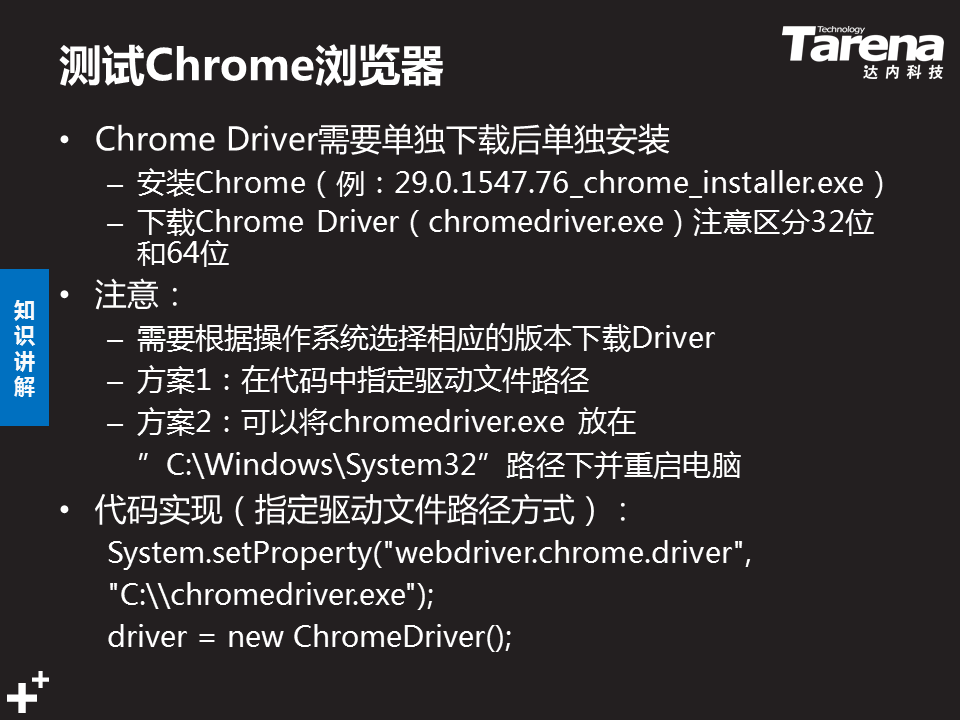 测试Chrome浏览器
Technology
Tarena
达内科技
• Chrome Driver需要单独下载后单独安装
– 安装Chrome（例：29.0.1547.76_chrome_installer.exe）
– 下载Chrome Driver（chromedriver.exe）注意区分32位
和64位
知识讲解
• 注意：
– 需要根据操作系统选择相应的版本下载Driver
– 方案1：在代码中指定驱动文件路径
– 方案2：可以将chromedriver.exe 放在
”C:\Windows\System32”路径下并重启电脑
• 代码实现（指定驱动文件路径方式）：
System.setProperty("webdriver.chrome.driver",
"C:\\chromedriver.exe");
driver = new ChromeDriver();